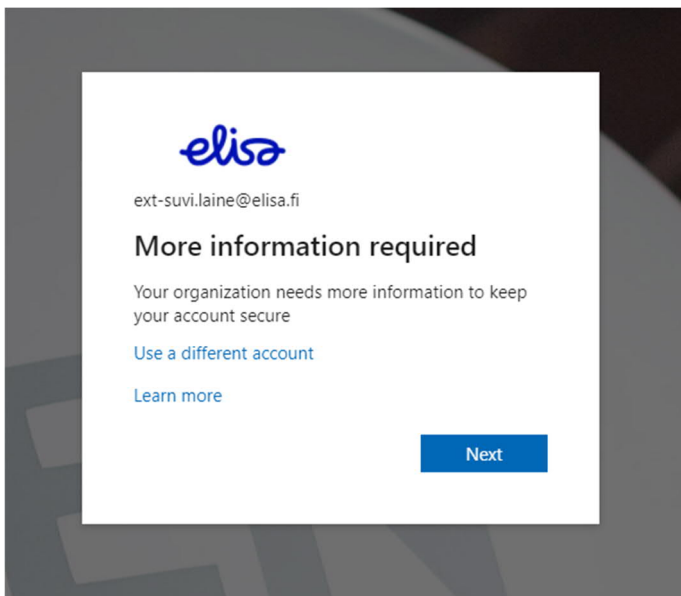 elisa
ext-suvi.laine@elisa.fi
More information required
Your organization needs more information to keep
your account secure
Use a different account
Learn more
Next